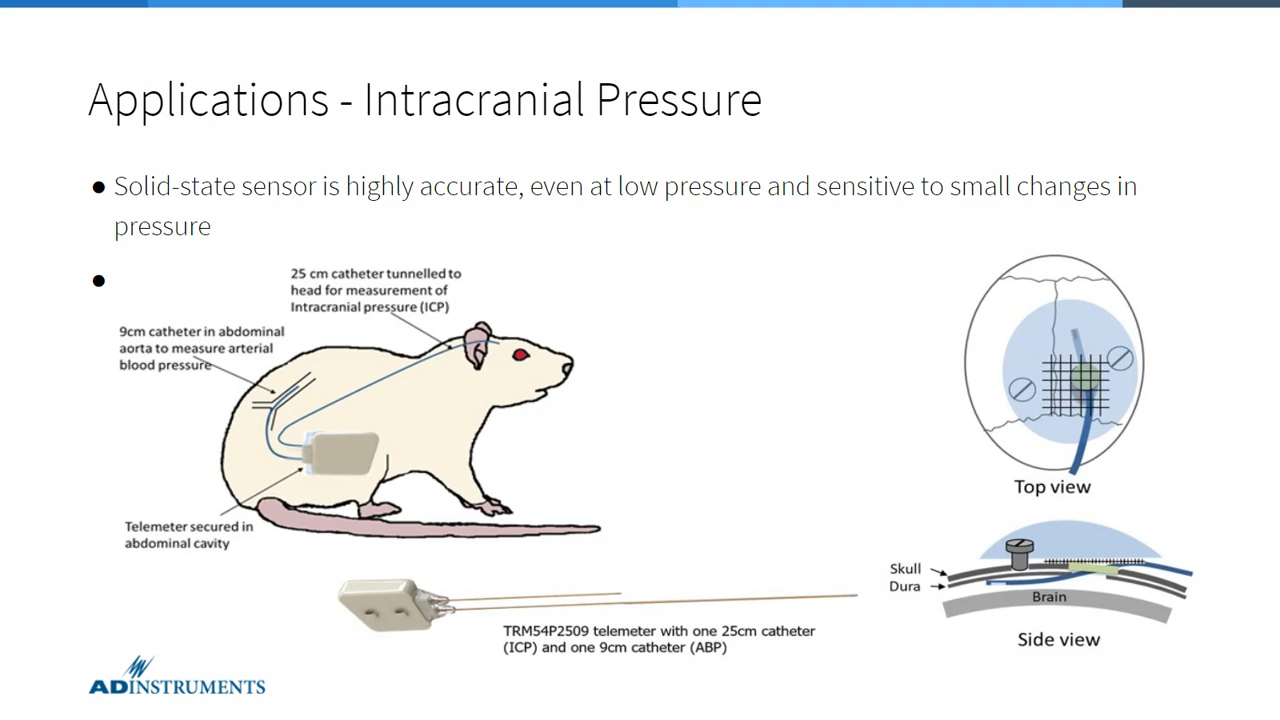 Applications - Intracranial Pressure
● Solid-state sensor is highly accurate, even at low pressure and sensitive to small changes in
pressure
●
25 cm catheter tunnelled to
head for measurement of
Intracranial pressure (ICP)
9cm catheter in abdominal
aorta to measure arterial
blood pressure
Telemeter secured in
abdominal cavity
TRM54P2509 telemeter with one 25cm catheter
(ICP) and one 9cm catheter (ABP)
Top view
Skull
Dura
Brain
Side view
ADINSTRUMENTS